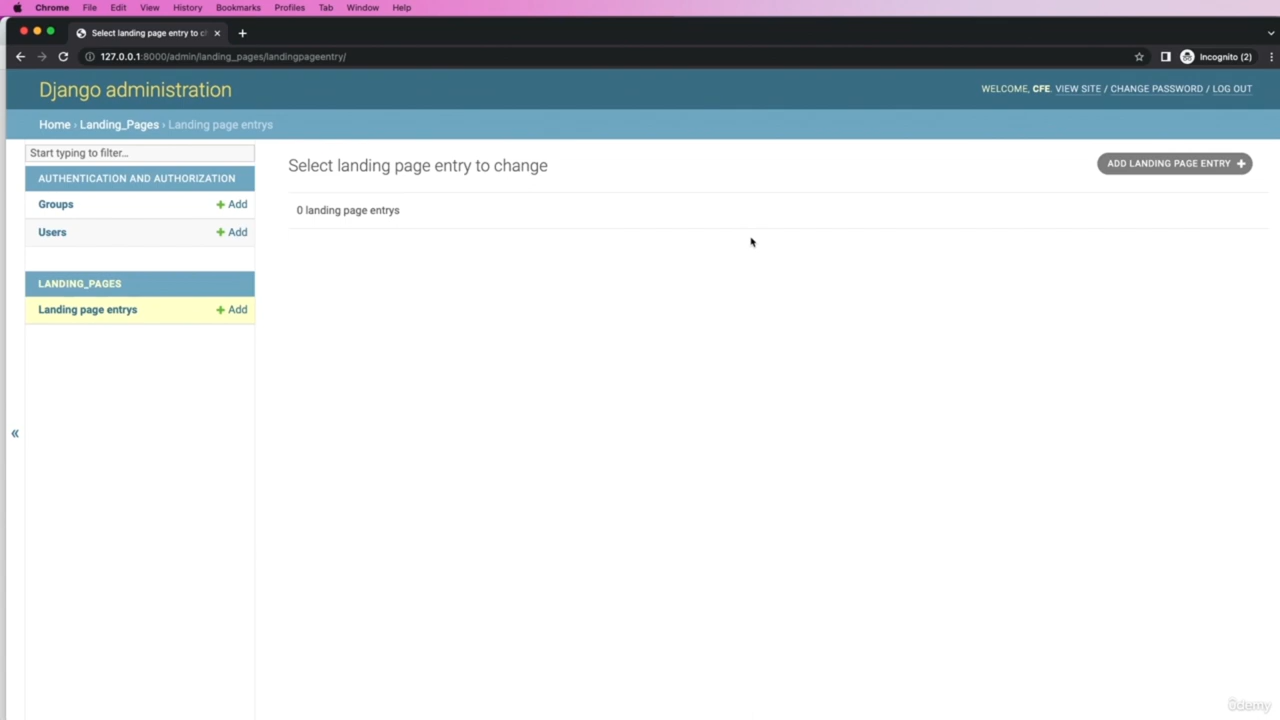 Chrome File Edit View History Bookmarks Profiles Tab Window Help
Select landing page entry to ch
127.0.0.1:8000/admin/landing_pages/landingpageentry/ Incognito (2)
Django administration
WELCOME, CFE. VIEW SITE / CHANGE PASSWORD / LOG OUT
Home › Landing_Pages › Landing page entrys
Start typing to filter...
AUTHENTICATION AND AUTHORIZATION
Groups + Add
Users + Add
LANDING_PAGES
Landing page entrys + Add
«
Select landing page entry to change
ADD LANDING PAGE ENTRY +
0 landing page entrys
ûdemy